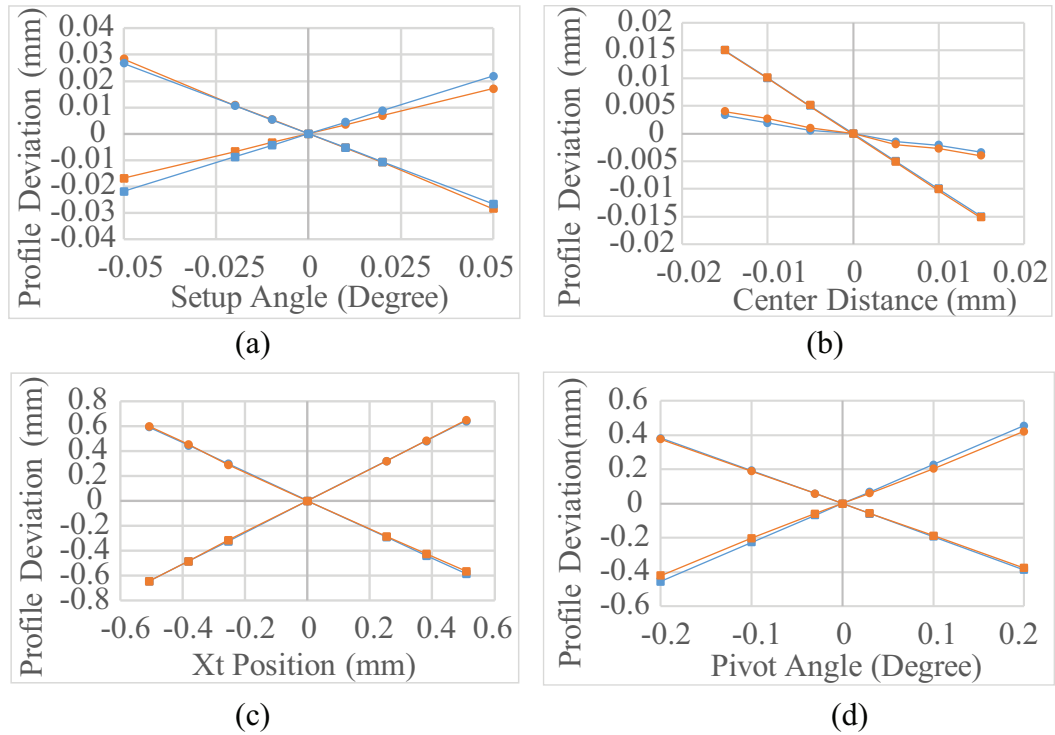 Profile Deviation (mm)
0.04
0.03
0.02
0.01
0
-0.01
-0.02
-0.03
-0.04
-0.05 -0.025 0 0.025 0.05
Setup Angle (Degree)
(a)
Profile Deviation (mm)
0.02
0.015
0.01
0.005
0
-0.005
-0.01
-0.015
-0.02
-0.02 -0.01 0 0.01 0.02
Center Distance (mm)
(b)
Profile Deviation (mm)
0.8
0.6
0.4
0.2
0
-0.2
-0.4
-0.6
-0.8
-0.6 -0.4 -0.2 0 0.2 0.4 0.6
Xt Position (mm)
(c)
Profile Deviation(mm)
0.6
0.4
0.2
0
-0.2
-0.4
-0.6
-0.2 -0.1 0 0.1 0.2
Pivot Angle (Degree)
(d)